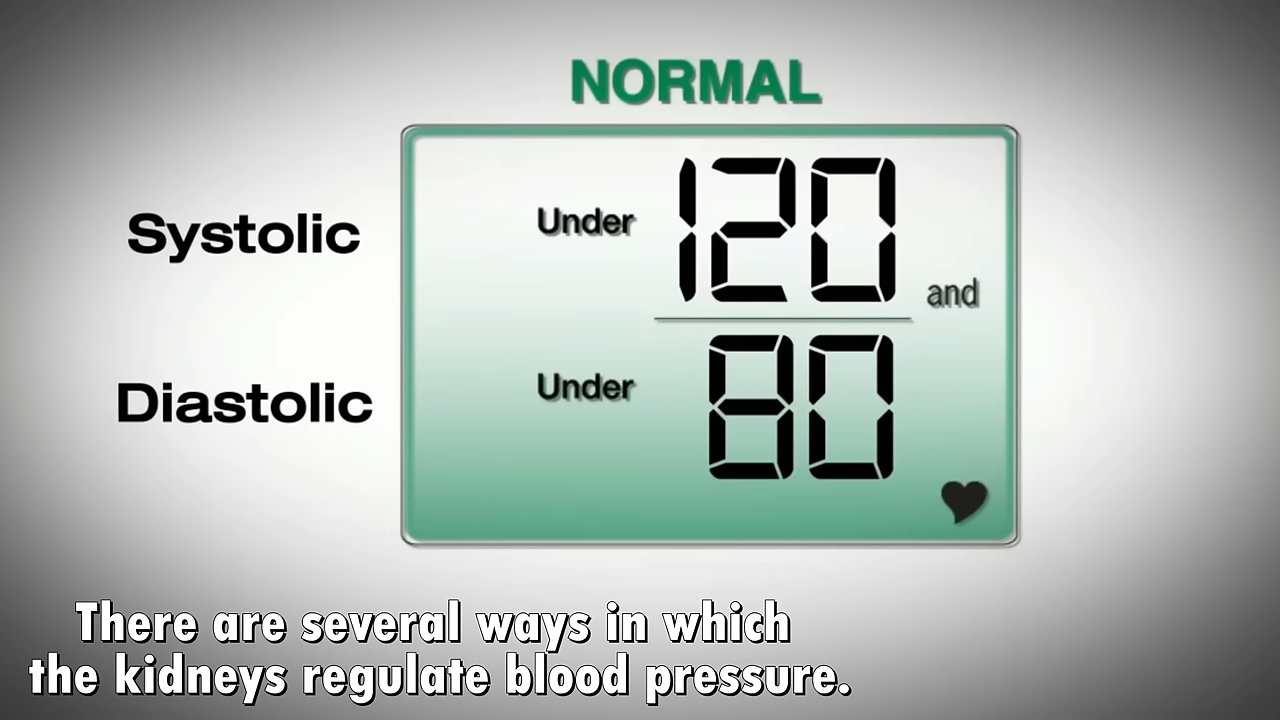 NORMAL
Systolic
Under 120 and
Diastolic
Under 80
There are several ways in which
the kidneys regulate blood pressure.